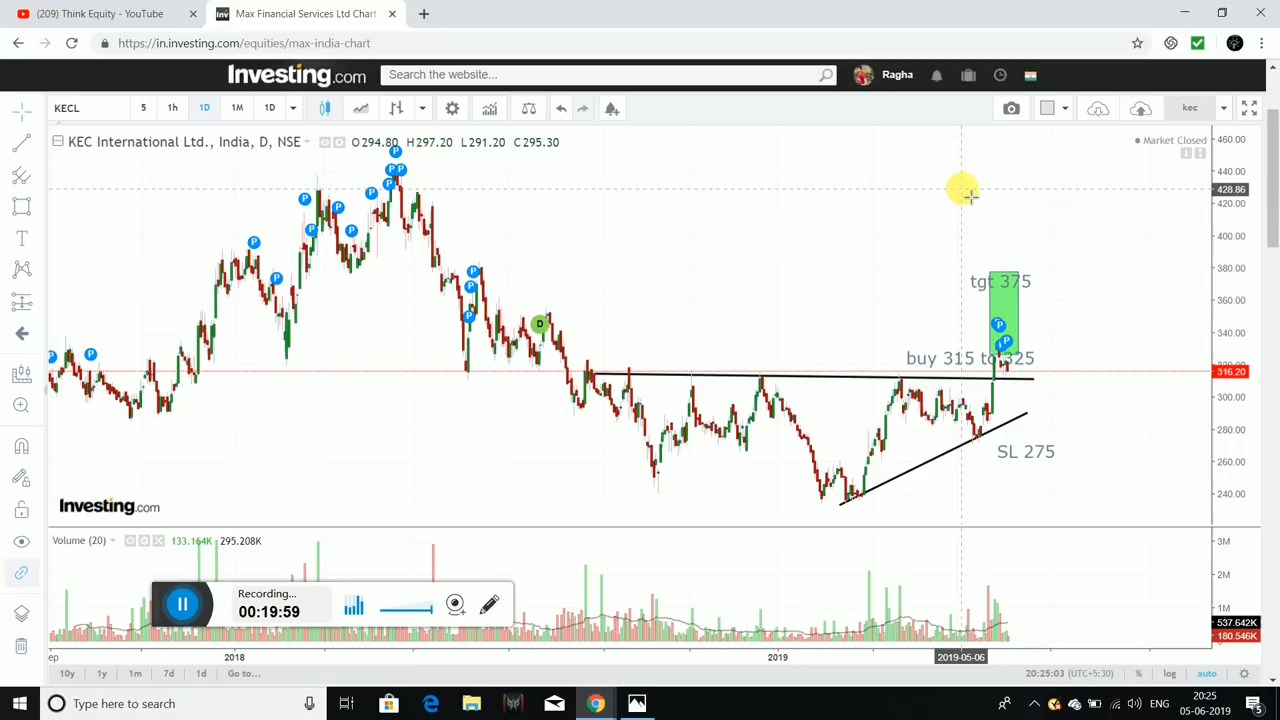 (209) Think Equity - YouTube
Max Financial Services Ltd Chart
https://in.investing.com/equities/max-india-chart
Investing.com
Search the website...
Ragha
KECL 5 1h 1D 1M 1D
kec
KEC International Ltd., India, D, NSE O294.80 H297.20 L291.20 C295.30
Market Closed
460.00
440.00
428.86
420.00
400.00
380.00
360.00
340.00
316.20
300.00
280.00
260.00
240.00
P P P P P P P P P P P P P P P P P P P
D
tgt 375
buy 315 to 325
SL 275
Investing.com
Volume (20) 133.164K 295.208K
3M
2M
1M
537.642K
180.546K
Recording...
00:19:59
ep 2018 2019 2019-05-06
10y 1y 1m 7d 1d Go to...
20:25:03 (UTC+5:30) % log auto
Type here to search
ENG
20:25
05-06-2019
5